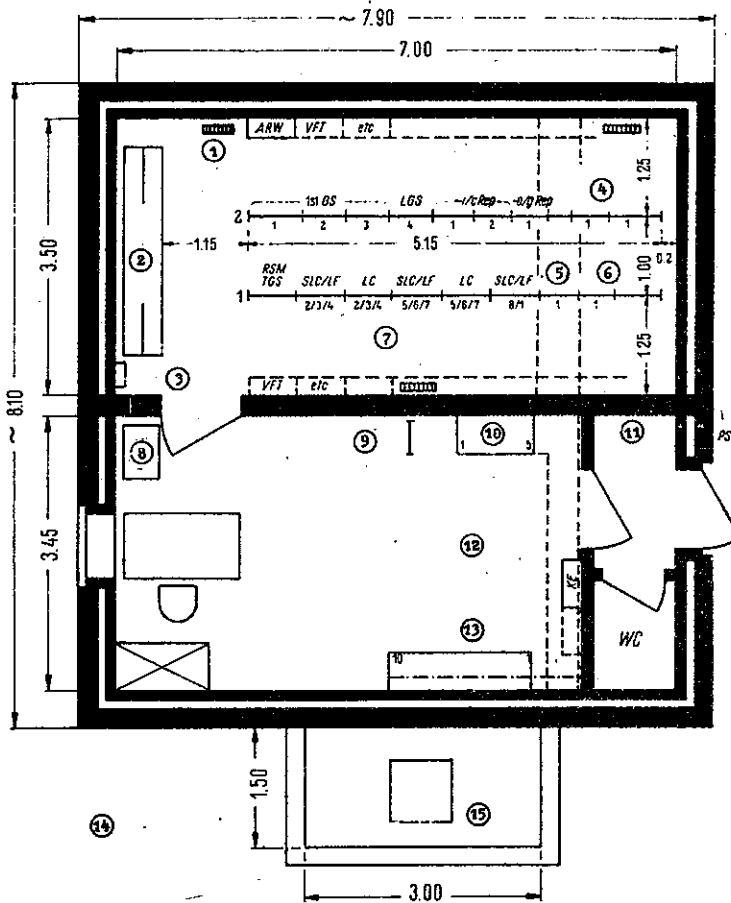 ~ 7.90
7.00
1 ARW VFT etc
4 1.25
1st GS LGS i/c Rep o/g Rep
2 1 2 3 4 1 2 1 1 1
3.50 2 1.15 5.15 0.2
1.00
RSM TGS SLC/LF LC SLC/LF LC SLC/LF 5 6
1 2/3/4 2/3/4 5/6/7 5/6/7 8/1 1 1
7 1.25
3 VFT etc
~ 8.10
8 9 1 10 5 11 PS
3.45 12
KE
13 WC
10 1
1.50
14 15
3.00